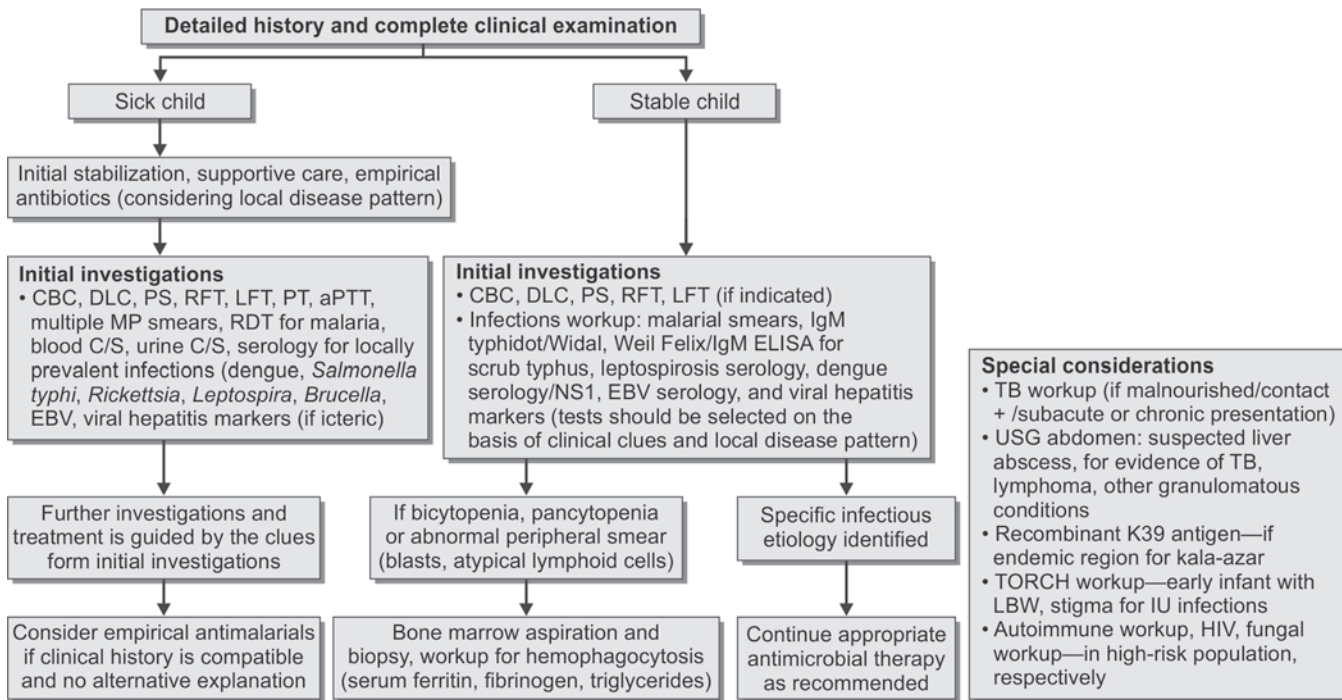 Detailed history and complete clinical examination
Sick child
Stable child
Initial stabilization, supportive care, empirical
antibiotics (considering local disease pattern)
Initial investigations
• CBC, DLC, PS, RFT, LFT, PT, aPTT,
multiple MP smears, RDT for malaria,
blood C/S, urine C/S, serology for locally
prevalent infections (dengue, Salmonella
typhi, Rickettsia, Leptospira, Brucella,
EBV, viral hepatitis markers (if icteric)
Initial investigations
• CBC, DLC, PS, RFT, LFT (if indicated)
• Infections workup: malarial smears, IgM
typhidot/Widal, Weil Felix/IgM ELISA for
scrub typhus, leptospirosis serology, dengue
serology/NS1, EBV serology, and viral hepatitis
markers (tests should be selected on the
basis of clinical clues and local disease pattern)
Further investigations and
treatment is guided by the clues
form initial investigations
If bicytopenia, pancytopenia
or abnormal peripheral smear
(blasts, atypical lymphoid cells)
Specific infectious
etiology identified
Consider empirical antimalarials
if clinical history is compatible
and no alternative explanation
Bone marrow aspiration and
biopsy, workup for hemophagocytosis
(serum ferritin, fibrinogen, triglycerides)
Continue appropriate
antimicrobial therapy
as recommended
Special considerations
• TB workup (if malnourished/contact
+ /subacute or chronic presentation)
• USG abdomen: suspected liver
abscess, for evidence of TB,
lymphoma, other granulomatous
conditions
• Recombinant K39 antigen—if
endemic region for kala-azar
• TORCH workup—early infant with
LBW, stigma for IU infections
• Autoimmune workup, HIV, fungal
workup—in high-risk population,
respectively